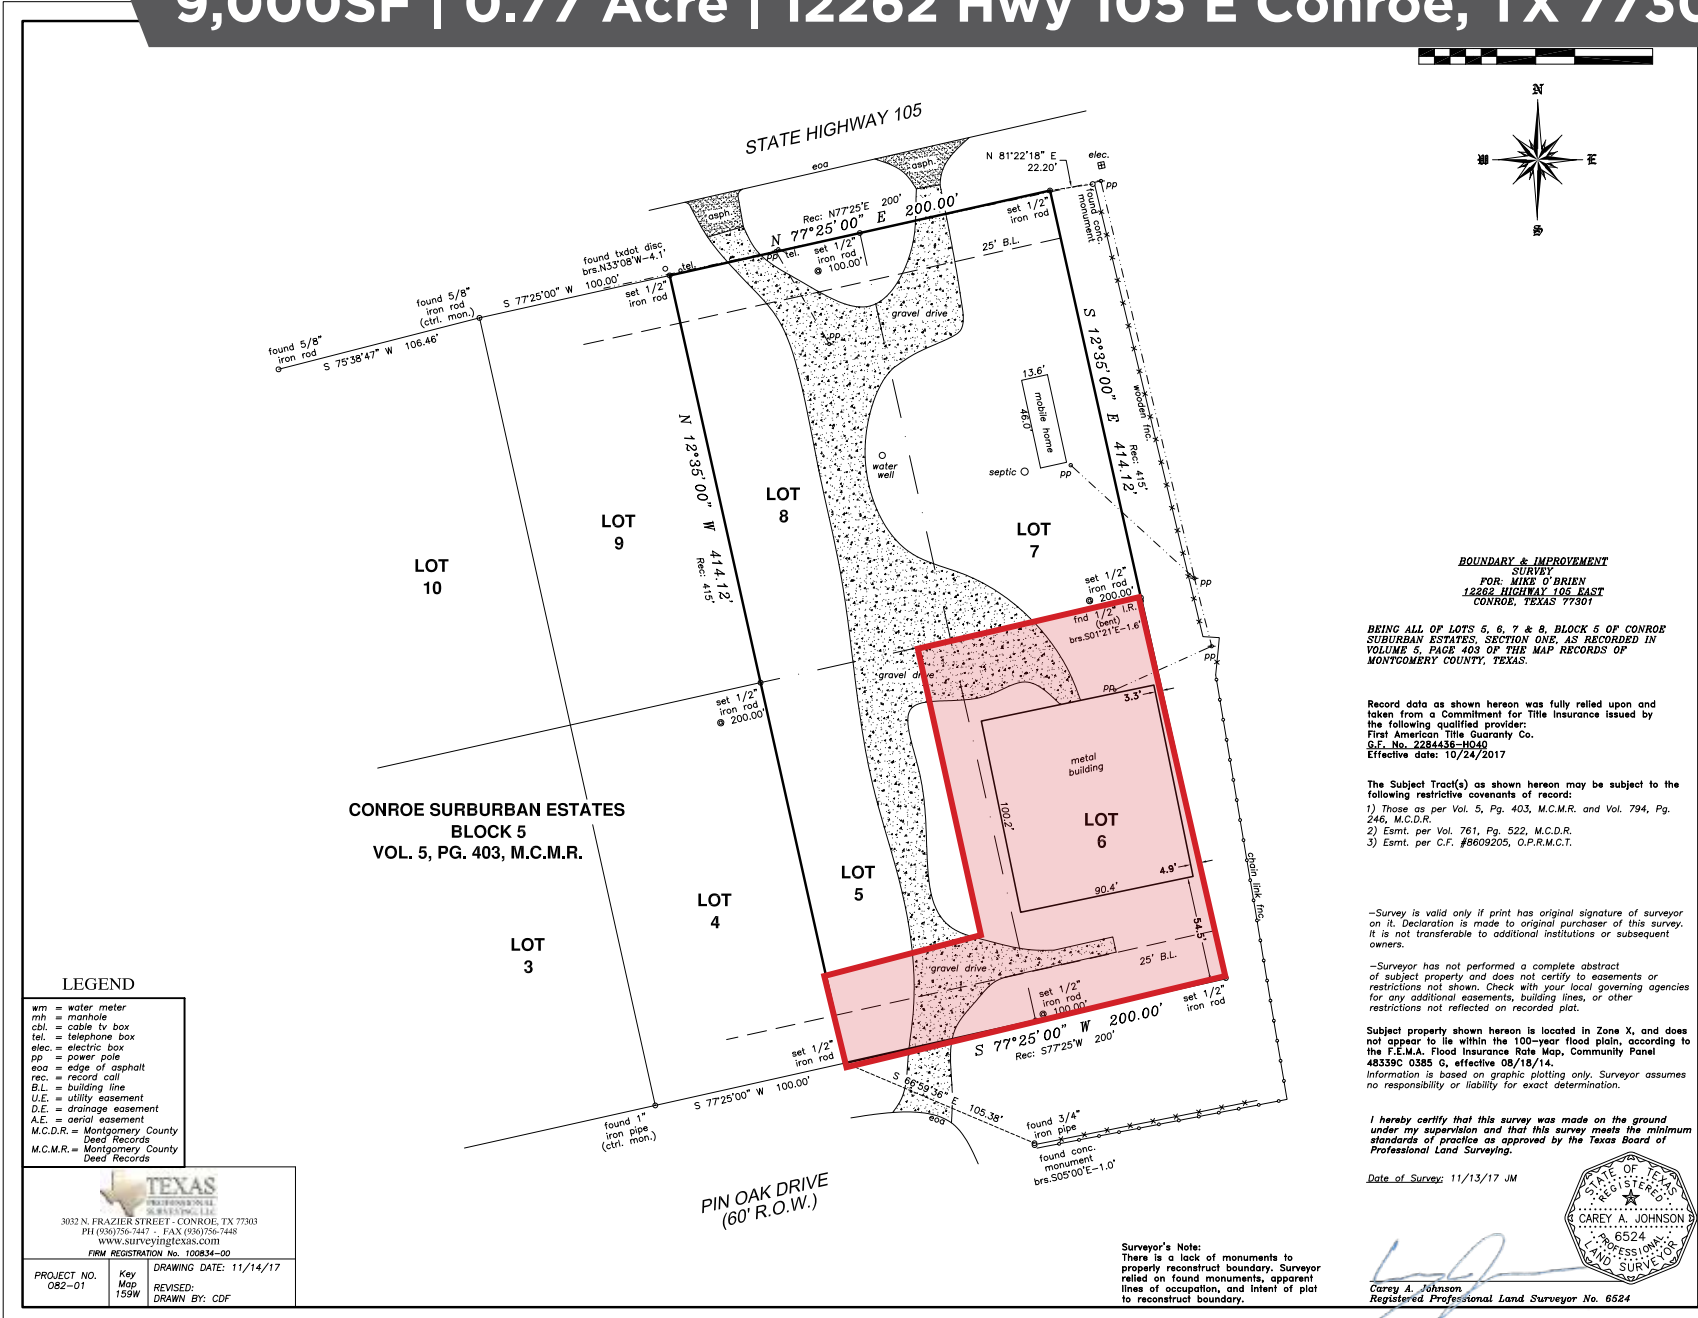 9,000SF | 0.77 Acre | 12262 Hwy 105 E Conroe, TX 7730
N
W
E
S
STATE HIGHWAY 105
eoa
asph.
asph.
N 81°22'18" E
22.20'
elec.
pp
found conc.
monument
Rec: N77°25'E 200'
N 77°25'00" E 200.00'
set 1/2"
iron rod
set 1/2"
iron rod
@ 100.00'
pp
tel.
25' B.L.
found txdot disc
brs.N33°08'W-4.1'
tel.
set 1/2"
iron rod
S 77°25'00" W 100.00'
found 5/8"
iron rod
(ctrl. mon.)
found 5/8"
iron rod
S 75°38'47" W 106.46'
gravel drive
pp
S 12°35'00" E 414.12'
Rec: 415'
wooden fnc.
13.6'
46.0'
mobile home
pp
septic
water
well
N 12°35'00" W 414.12'
Rec: 415'
LOT
8
LOT
9
LOT
10
LOT
7
set 1/2"
iron rod
@ 200.00'
pp
fnd 1/2" I.R.
(bent)
brs.S01°21'E-1.6'
pp
gravel drive
pp
3.3'
set 1/2"
iron rod
@ 200.00'
metal
building
100.2'
LOT
6
4.9'
90.4'
54.5'
chain link fnc.
CONROE SURBURBAN ESTATES
BLOCK 5
VOL. 5, PG. 403, M.C.M.R.
LOT
5
LOT
4
LOT
3
gravel drive
25' B.L.
set 1/2"
iron rod
@ 100.00'
set 1/2"
iron rod
S 77°25'00" W 200.00'
Rec: S77°25'W 200'
set 1/2"
iron rod
S 77°25'00" W 100.00'
S 66°59'36" E 105.38'
found 1"
iron pipe
(ctrl. mon.)
eoa
found 3/4"
iron pipe
found conc.
monument
brs.S05°00'E-1.0'
PIN OAK DRIVE
(60' R.O.W.)
BOUNDARY & IMPROVEMENT
SURVEY
FOR: MIKE O'BRIEN
12262 HIGHWAY 105 EAST
CONROE, TEXAS 77301
BEING ALL OF LOTS 5, 6, 7 & 8, BLOCK 5 OF CONROE
SUBURBAN ESTATES, SECTION ONE, AS RECORDED IN
VOLUME 5, PAGE 403 OF THE MAP RECORDS OF
MONTGOMERY COUNTY, TEXAS.
Record data as shown hereon was fully relied upon and
taken from a Commitment for Title Insurance issued by
the following qualified provider:
First American Title Guaranty Co.
G.F. No. 2284436-HO40
Effective date: 10/24/2017
The Subject Tract(s) as shown hereon may be subject to the
following restrictive covenants of record:
1) Those as per Vol. 5, Pg. 403, M.C.M.R. and Vol. 794, Pg.
246, M.C.D.R.
2) Esmt. per Vol. 761, Pg. 522, M.C.D.R.
3) Esmt. per C.F. #8609205, O.P.R.M.C.T.
-Survey is valid only if print has original signature of surveyor
on it. Declaration is made to original purchaser of this survey.
It is not transferable to additional institutions or subsequent
owners.
-Surveyor has not performed a complete abstract
of subject property and does not certify to easements or
restrictions not shown. Check with your local governing agencies
for any additional easements, building lines, or other
restrictions not reflected on recorded plat.
Subject property shown hereon is located in Zone X, and does
not appear to lie within the 100-year flood plain, according to
the F.E.M.A. Flood Insurance Rate Map, Community Panel
48339C 0385 G, effective 08/18/14.
Information is based on graphic plotting only. Surveyor assumes
no responsibility or liability for exact determination.
I hereby certify that this survey was made on the ground
under my supervision and that this survey meets the minimum
standards of practice as approved by the Texas Board of
Professional Land Surveying.
Date of Survey: 11/13/17 JM
STATE OF TEXAS
REGISTERED
CAREY A. JOHNSON
6524
PROFESSIONAL
LAND SURVEYOR
Carey A. Johnson
Registered Professional Land Surveyor No. 6524
Surveyor's Note:
There is a lack of monuments to
properly reconstruct boundary. Surveyor
relied on found monuments, apparent
lines of occupation, and intent of plat
to reconstruct boundary.
LEGEND
wm = water meter
mh = manhole
cbl. = cable tv box
tel. = telephone box
elec. = electric box
pp = power pole
eoa = edge of asphalt
rec. = record call
B.L. = building line
U.E. = utility easement
D.E. = drainage easement
A.E. = aerial easement
M.C.D.R. = Montgomery County
Deed Records
M.C.M.R. = Montgomery County
Deed Records
TEXAS
PROFESSIONAL
SURVEYING, LLC
3032 N. FRAZIER STREET - CONROE, TX 77303
PH (936)756-7447 - FAX (936)756-7448
www.surveyingtexas.com
FIRM REGISTRATION No. 100834-00
PROJECT NO.
082-01
Key
Map
159W
DRAWING DATE: 11/14/17
REVISED:
DRAWN BY: CDF